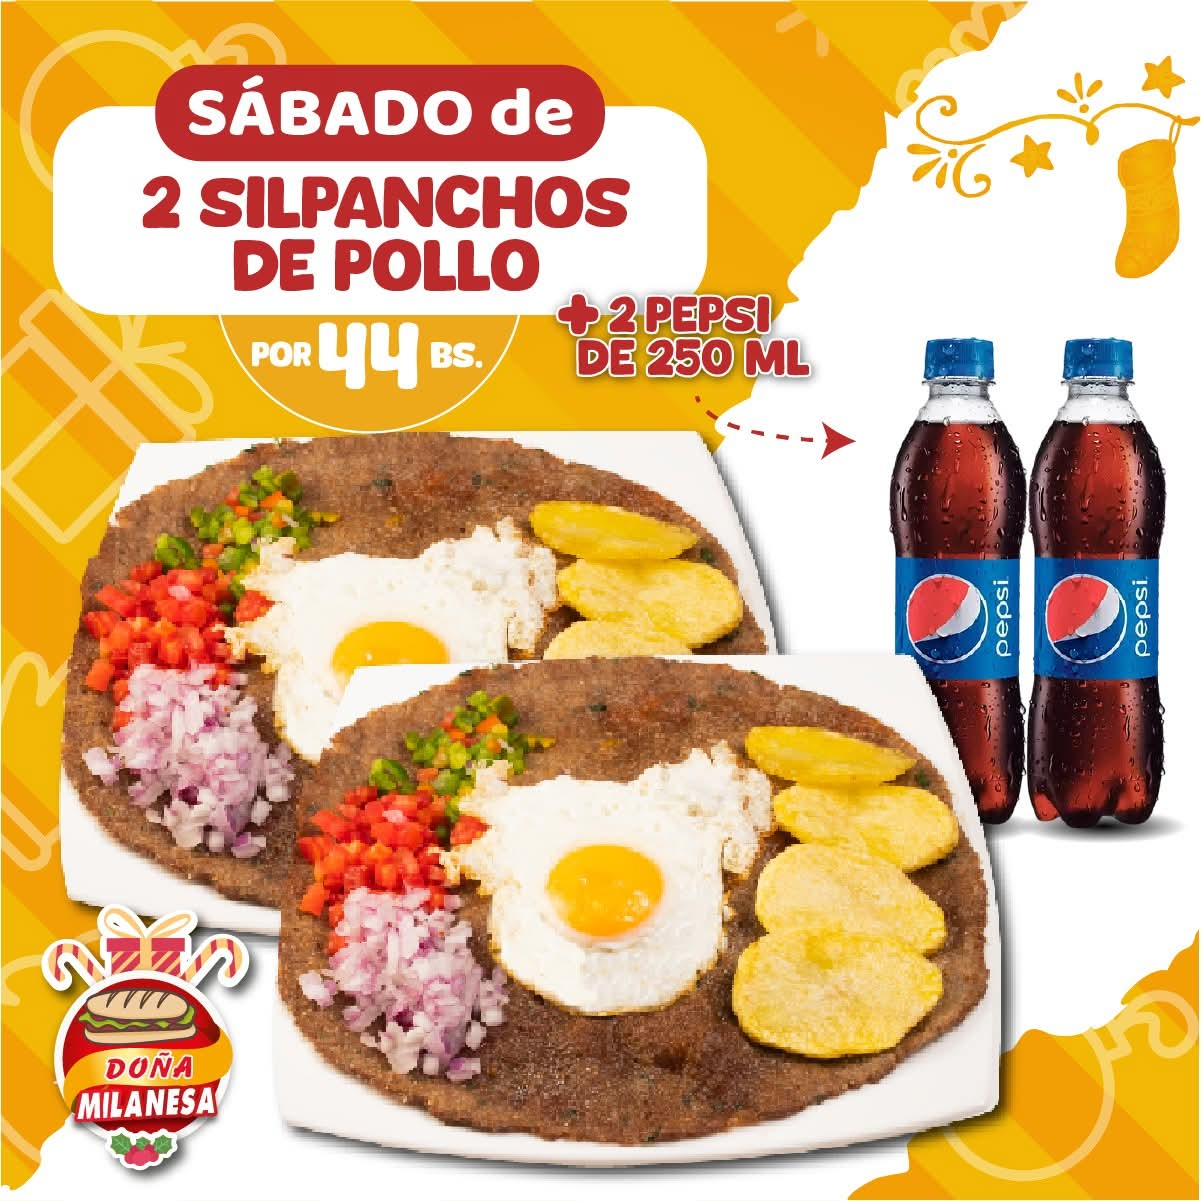 SÁBADO de
2 SILPANCHOS
DE POLLO
POR 44 BS.
+ 2 PEPSI
DE 250 ML
pepsi.
pepsi.
DOÑA
MILANESA